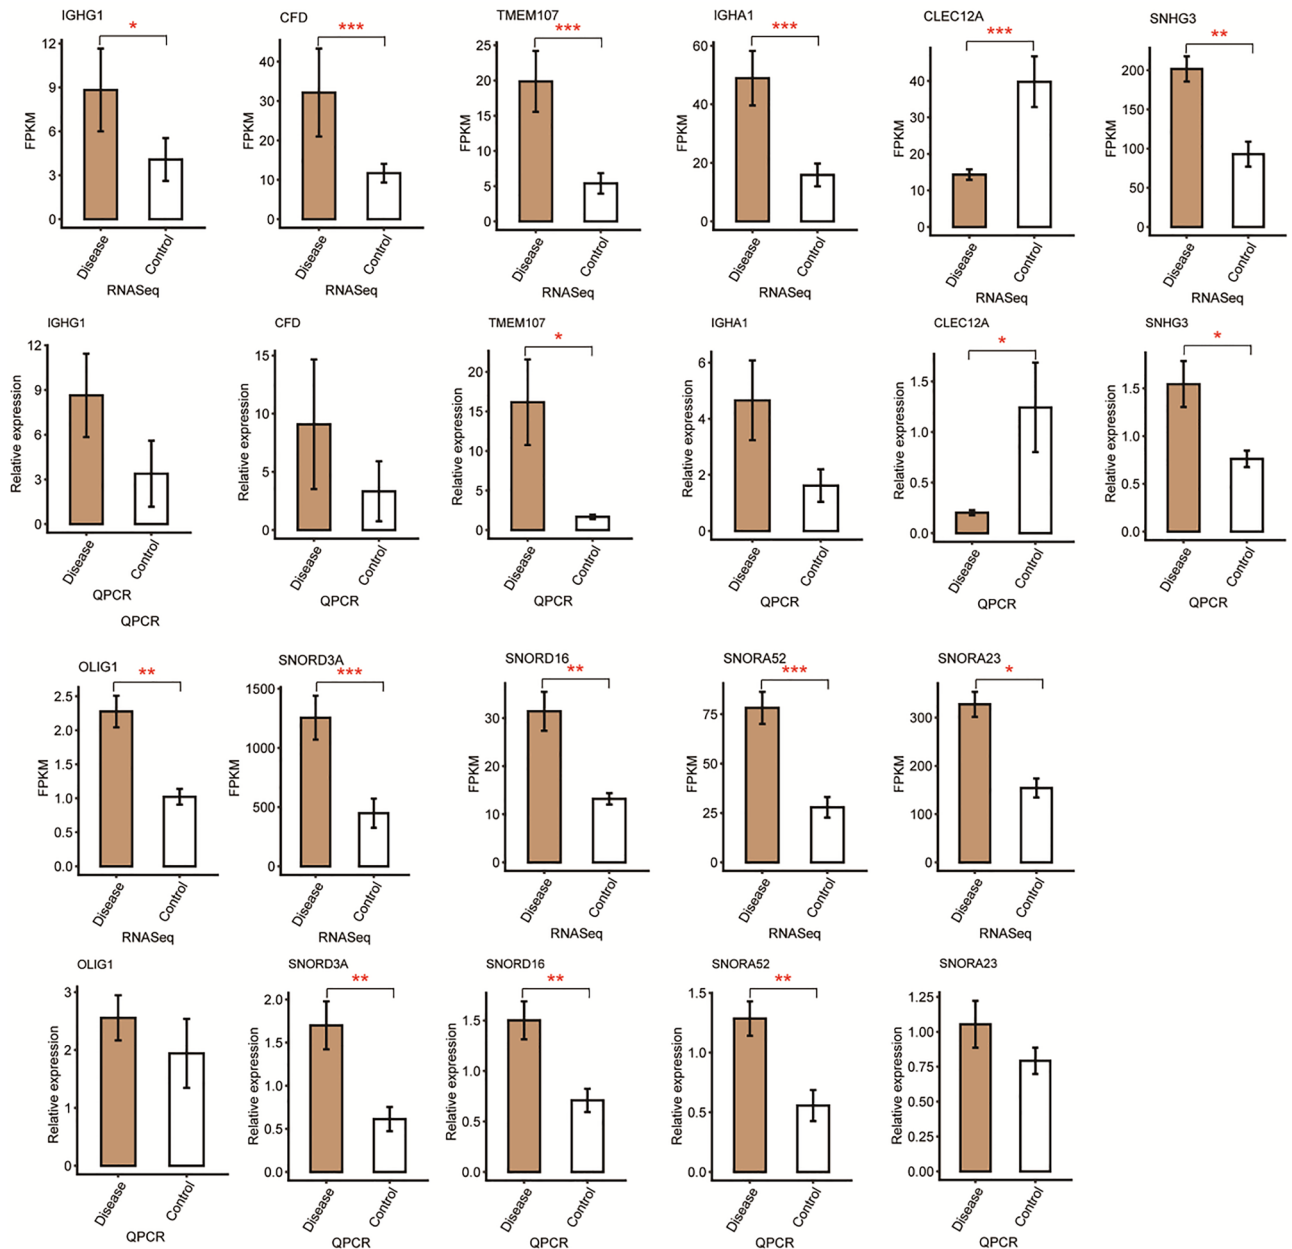 IGHG1
*
12
9
6
3
0
FPKM
Disease
Control
RNASeq
CFD
***
40
30
20
10
0
FPKM
Disease
Control
RNASeq
TMEM107
***
25
20
15
10
5
0
FPKM
Disease
Control
RNASeq
IGHA1
***
60
40
20
0
FPKM
Disease
Control
RNASeq
CLEC12A
***
40
30
20
10
0
FPKM
Disease
Control
RNASeq
SNHG3
**
200
150
100
50
0
FPKM
Disease
Control
RNASeq
IGHG1
12
9
6
3
0
Relative expression
Disease
Control
QPCR
QPCR
CFD
15
10
5
0
Relative expression
Disease
Control
QPCR
TMEM107
*
20
15
10
5
0
Relative expression
Disease
Control
QPCR
IGHA1
6
4
2
0
Relative expression
Disease
Control
QPCR
CLEC12A
*
1.5
1.0
0.5
0.0
Relative expression
Disease
Control
QPCR
SNHG3
*
1.5
1.0
0.5
0.0
Relative expression
Disease
Control
QPCR
OLIG1
**
2.5
2.0
1.5
1.0
0.5
0.0
FPKM
Disease
Control
RNASeq
SNORD3A
***
1500
1000
500
0
FPKM
Disease
Control
RNASeq
SNORD16
**
30
20
10
0
FPKM
Disease
Control
RNASeq
SNORA52
***
75
50
25
0
FPKM
Disease
Control
RNASeq
SNORA23
*
300
200
100
0
FPKM
Disease
Control
RNASeq
OLIG1
3
2
1
0
Relative expression
Disease
Control
QPCR
SNORD3A
**
2.0
1.5
1.0
0.5
0.0
Relative expression
Disease
Control
QPCR
SNORD16
**
1.5
1.0
0.5
0.0
Relative expression
Disease
Control
QPCR
SNORA52
**
1.5
1.0
0.5
0.0
Relative expression
Disease
Control
QPCR
SNORA23
1.25
1.00
0.75
0.50
0.25
0.00
Relative expression
Disease
Control
QPCR